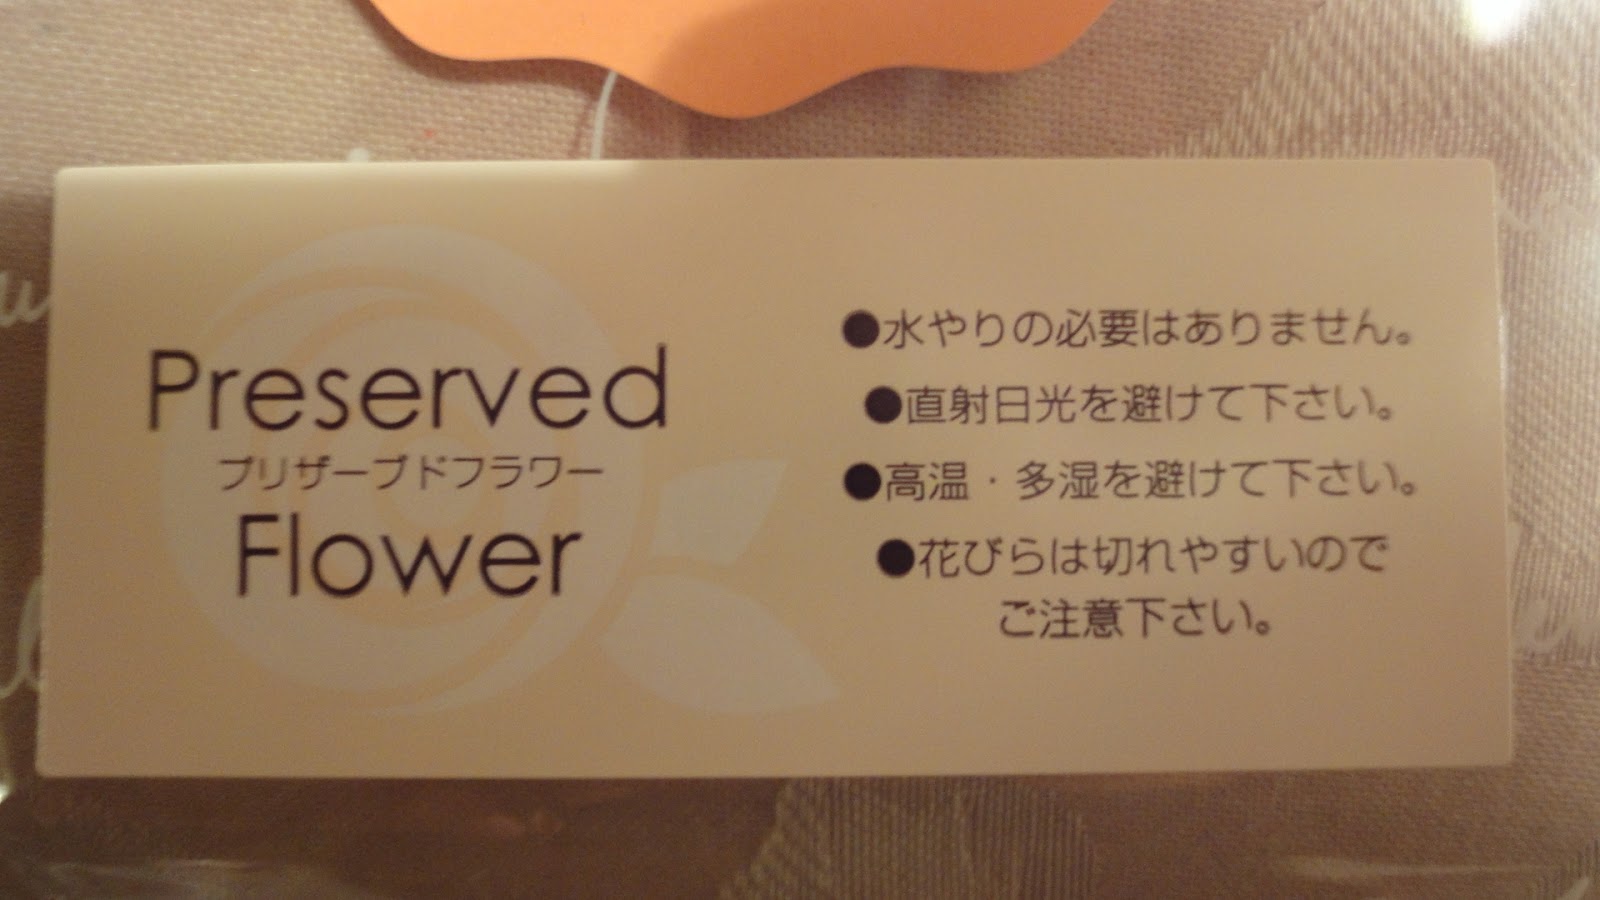 Preserved
プリザーブドフラワー
Flower
●水やりの必要はありません。
●直射日光を避けて下さい。
●高温・多湿を避けて下さい。
●花びらは切れやすいので
ご注意下さい。